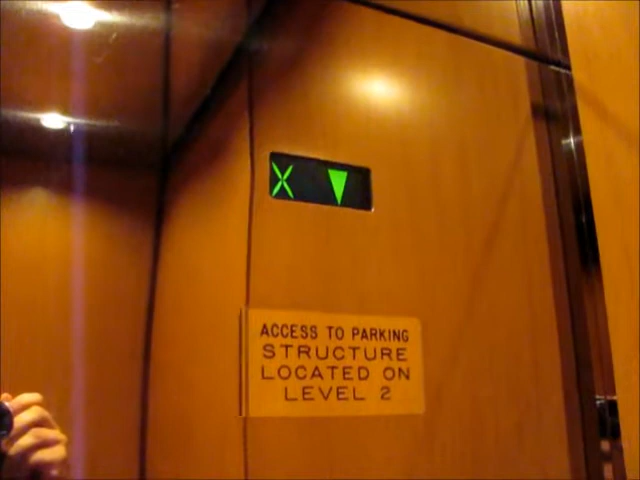 X
ACCESS TO PARKING
STRUCTURE
LOCATED ON
LEVEL 2